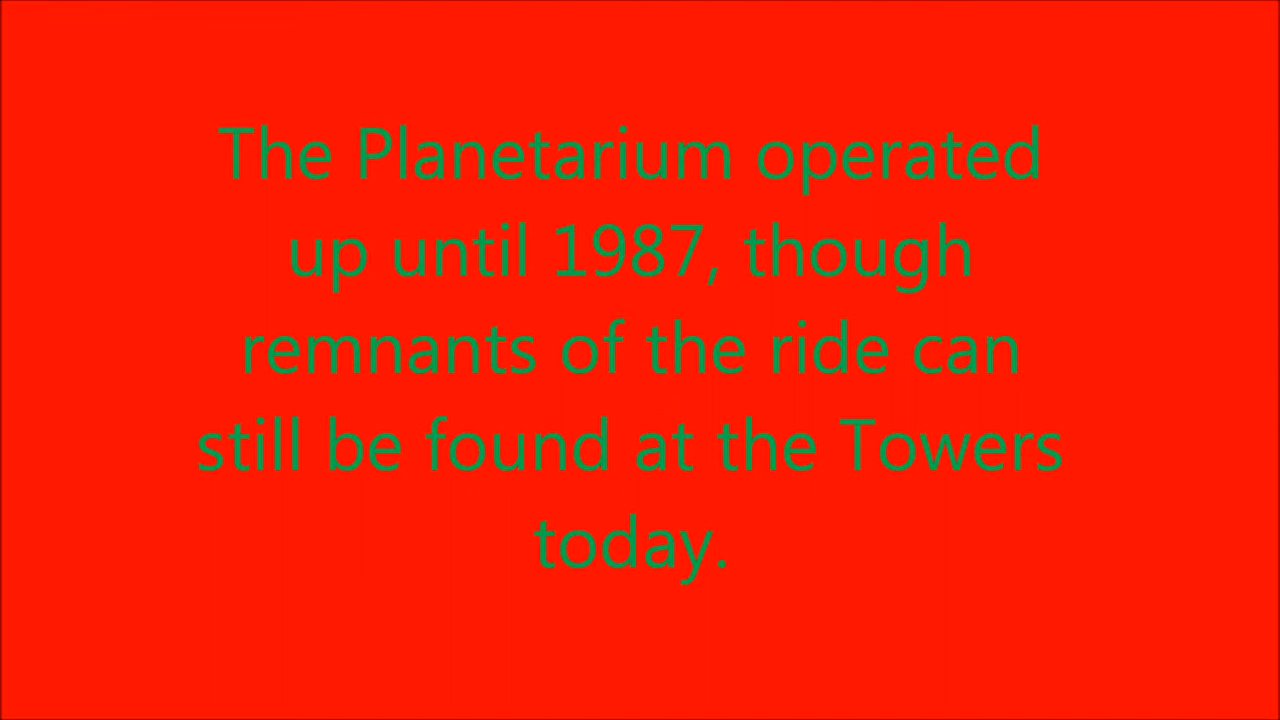 The Planetarium operated
up until 1987, though
remnants of the ride can
still be found at the Towers
today.